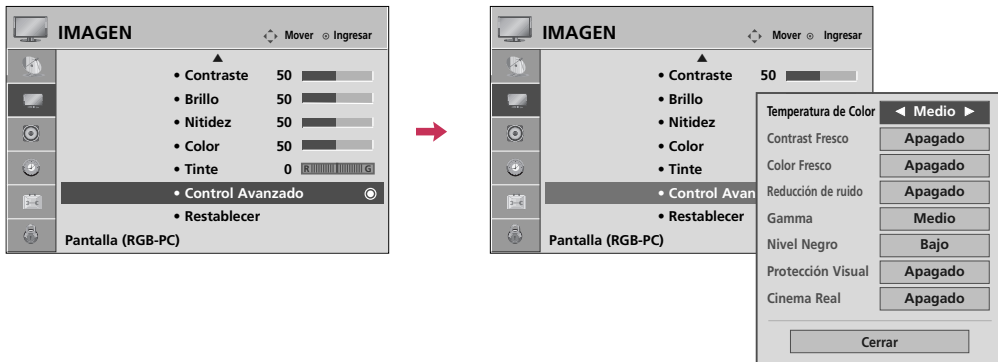 IMAGEN
Mover
Ingresar
• Contraste 50
• Brillo 50
• Nitidez 50
• Color 50
• Tinte 0 R G
• Control Avanzado
• Restablecer
Pantalla (RGB-PC)
IMAGEN
Mover
Ingresar
• Contraste 50
• Brillo
• Nitidez
• Color
• Tinte
• Control Avan
• Restablecer
Pantalla (RGB-PC)
Temperatura de Color ◄ Medio ►
Contrast Fresco Apagado
Color Fresco Apagado
Reducción de ruido Apagado
Gamma Medio
Nivel Negro Bajo
Protección Visual Apagado
Cinema Real Apagado
Cerrar